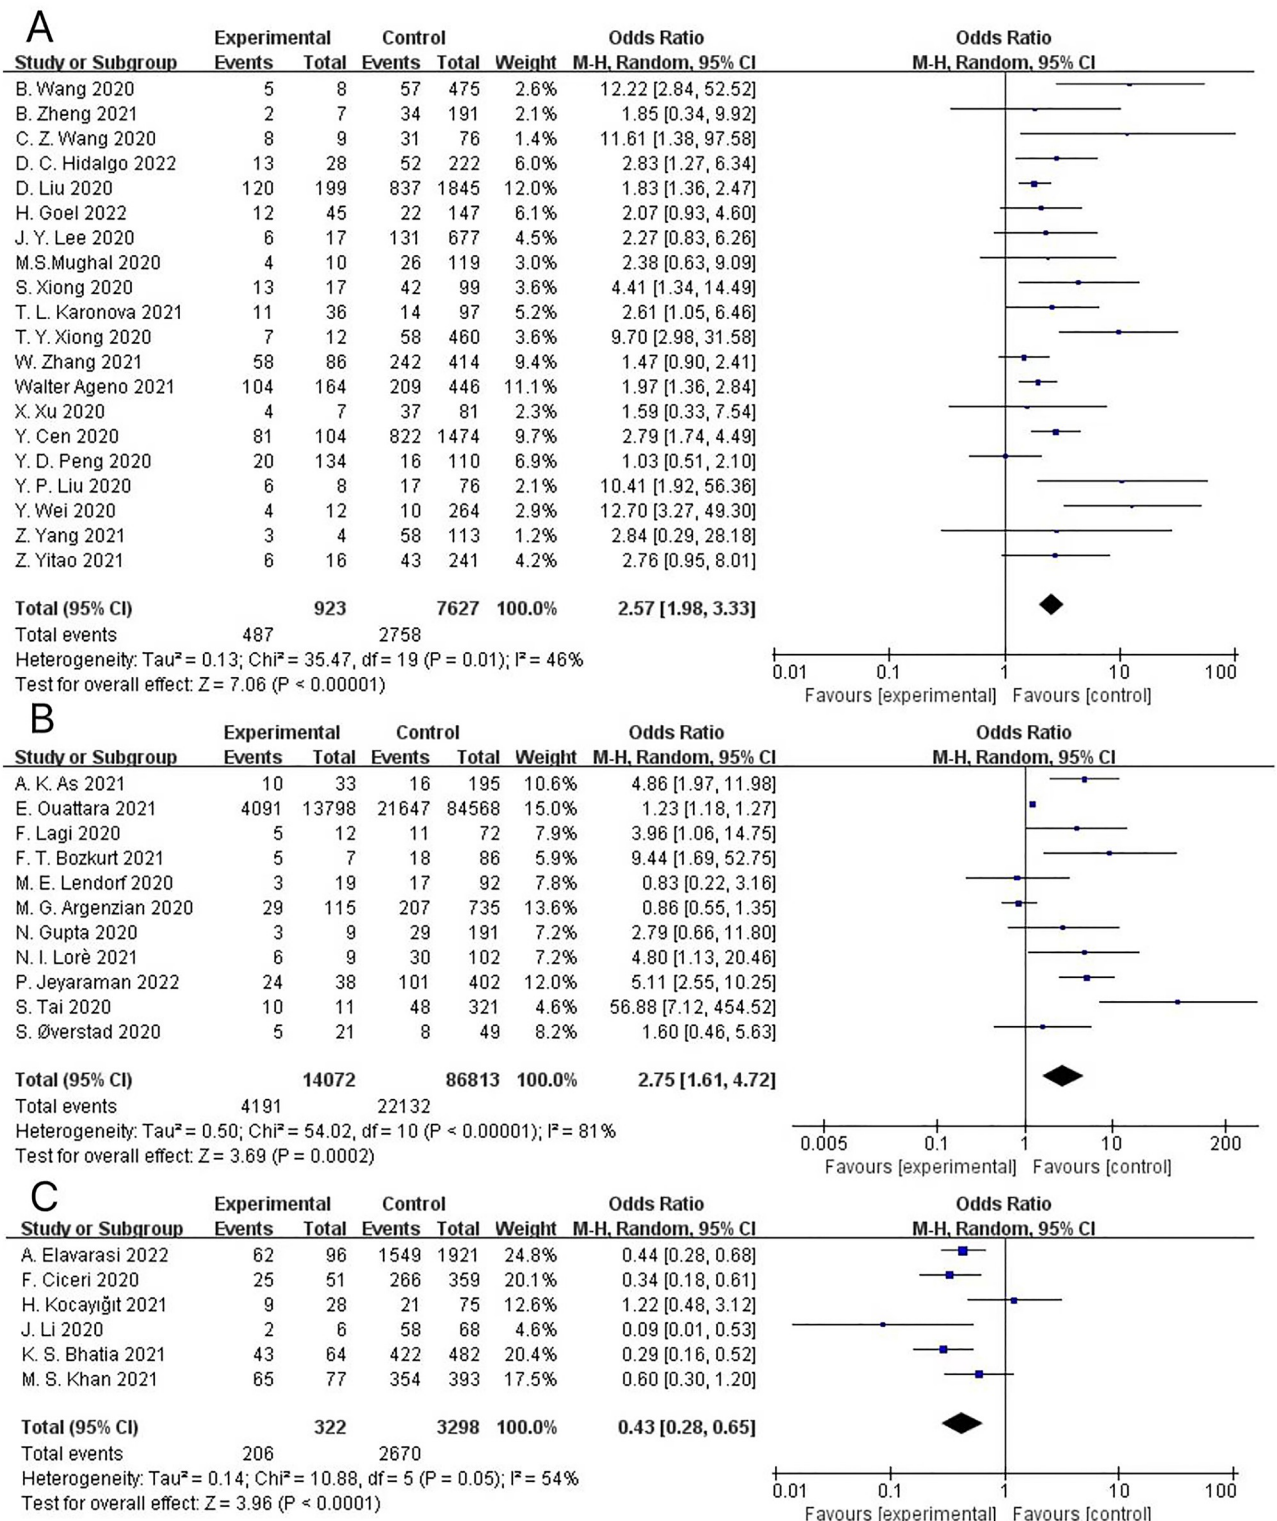 A
Experimental Control Odds Ratio Odds Ratio
Study or Subgroup Events Total Events Total Weight M-H, Random, 95% CI M-H, Random, 95% CI
B. Wang 2020 5 8 57 475 2.6% 12.22 [2.84, 52.52]
B. Zheng 2021 2 7 34 191 2.1% 1.85 [0.34, 9.92]
C. Z. Wang 2020 8 9 31 76 1.4% 11.61 [1.38, 97.58]
D. C. Hidalgo 2022 13 28 52 222 6.0% 2.83 [1.27, 6.34]
D. Liu 2020 120 199 837 1845 12.0% 1.83 [1.36, 2.47]
H. Goel 2022 12 45 22 147 6.1% 2.07 [0.93, 4.60]
J. Y. Lee 2020 6 17 131 677 4.5% 2.27 [0.83, 6.26]
M.S.Mughal 2020 4 10 26 119 3.0% 2.38 [0.63, 9.09]
S. Xiong 2020 13 17 42 99 3.6% 4.41 [1.34, 14.49]
T. L. Karonova 2021 11 36 14 97 5.2% 2.61 [1.05, 6.46]
T. Y. Xiong 2020 7 12 58 460 3.6% 9.70 [2.98, 31.58]
W. Zhang 2021 58 86 242 414 9.4% 1.47 [0.90, 2.41]
Walter Ageno 2021 104 164 209 446 11.1% 1.97 [1.36, 2.84]
X. Xu 2020 4 7 37 81 2.3% 1.59 [0.33, 7.54]
Y. Cen 2020 81 104 822 1474 9.7% 2.79 [1.74, 4.49]
Y. D. Peng 2020 20 134 16 110 6.9% 1.03 [0.51, 2.10]
Y. P. Liu 2020 6 8 17 76 2.1% 10.41 [1.92, 56.36]
Y. Wei 2020 4 12 10 264 2.9% 12.70 [3.27, 49.30]
Z. Yang 2021 3 4 58 113 1.2% 2.84 [0.29, 28.18]
Z. Yitao 2021 6 16 43 241 4.2% 2.76 [0.95, 8.01]
Total (95% CI) 923 7627 100.0% 2.57 [1.98, 3.33]
Total events 487 2758
Heterogeneity: Tau² = 0.13; Chi² = 35.47, df = 19 (P = 0.01); I² = 46%
Test for overall effect: Z = 7.06 (P < 0.00001)
0.01 0.1 1 10 100
Favours [experimental] Favours [control]
B
Experimental Control Odds Ratio Odds Ratio
Study or Subgroup Events Total Events Total Weight M-H, Random, 95% CI M-H, Random, 95% CI
A. K. As 2021 10 33 16 195 10.6% 4.86 [1.97, 11.98]
E. Ouattara 2021 4091 13798 21647 84568 15.0% 1.23 [1.18, 1.27]
F. Lagi 2020 5 12 11 72 7.9% 3.96 [1.06, 14.75]
F. T. Bozkurt 2021 5 7 18 86 5.9% 9.44 [1.69, 52.75]
M. E. Lendorf 2020 3 19 17 92 7.8% 0.83 [0.22, 3.16]
M. G. Argenzian 2020 29 115 207 735 13.6% 0.86 [0.55, 1.35]
N. Gupta 2020 3 9 29 191 7.2% 2.79 [0.66, 11.80]
N. I. Lorè 2021 6 9 30 102 7.2% 4.80 [1.13, 20.46]
P. Jeyaraman 2022 24 38 101 402 12.0% 5.11 [2.55, 10.25]
S. Tai 2020 10 11 48 321 4.6% 56.88 [7.12, 454.52]
S. Øverstad 2020 5 21 8 49 8.2% 1.60 [0.46, 5.63]
Total (95% CI) 14072 86813 100.0% 2.75 [1.61, 4.72]
Total events 4191 22132
Heterogeneity: Tau² = 0.50; Chi² = 54.02, df = 10 (P < 0.00001); I² = 81%
Test for overall effect: Z = 3.69 (P = 0.0002)
0.005 0.1 1 10 200
Favours [experimental] Favours [control]
C
Experimental Control Odds Ratio Odds Ratio
Study or Subgroup Events Total Events Total Weight M-H, Random, 95% CI M-H, Random, 95% CI
A. Elavarasi 2022 62 96 1549 1921 24.8% 0.44 [0.28, 0.68]
F. Ciceri 2020 25 51 266 359 20.1% 0.34 [0.18, 0.61]
H. Kocayiğıt 2021 9 28 21 75 12.6% 1.22 [0.48, 3.12]
J. Li 2020 2 6 58 68 4.6% 0.09 [0.01, 0.53]
K. S. Bhatia 2021 43 64 422 482 20.4% 0.29 [0.16, 0.52]
M. S. Khan 2021 65 77 354 393 17.5% 0.60 [0.30, 1.20]
Total (95% CI) 322 3298 100.0% 0.43 [0.28, 0.65]
Total events 206 2670
Heterogeneity: Tau² = 0.14; Chi² = 10.88, df = 5 (P = 0.05); I² = 54%
Test for overall effect: Z = 3.96 (P < 0.0001)
0.01 0.1 1 10 100
Favours [experimental] Favours [control]